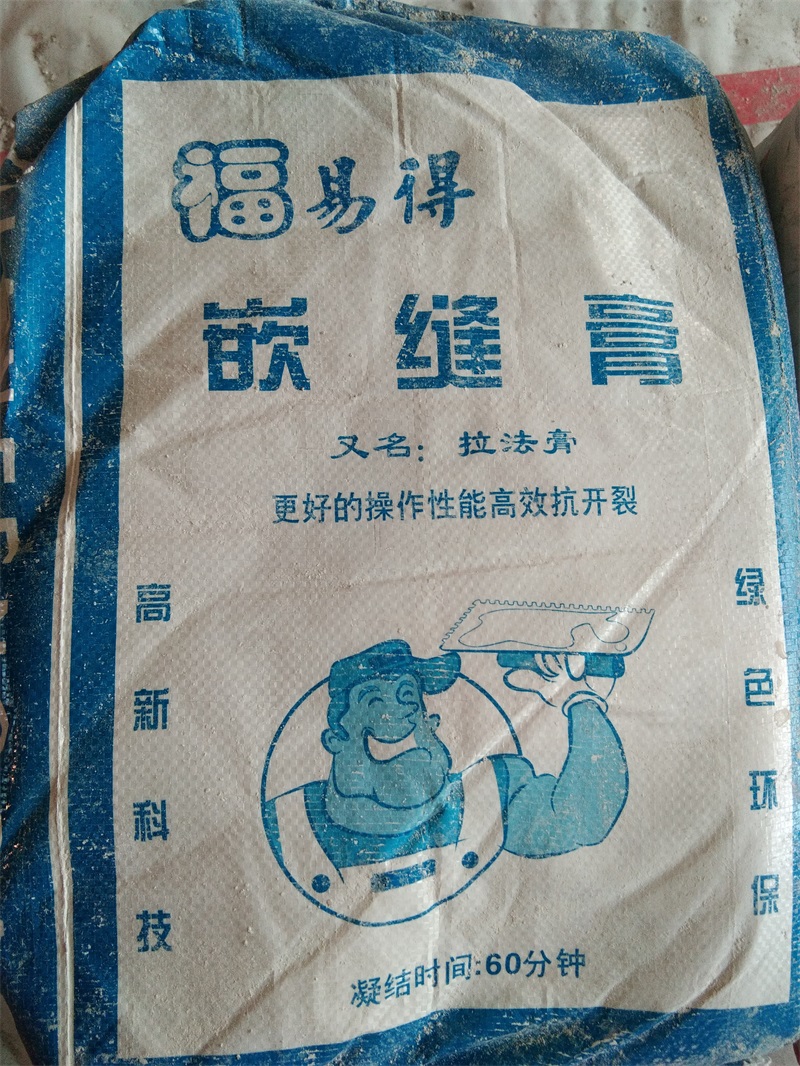 福易得
嵌缝膏
又名：拉法膏
更好的操作性能高效抗开裂
高新科技
绿色环保
凝结时间:60分钟